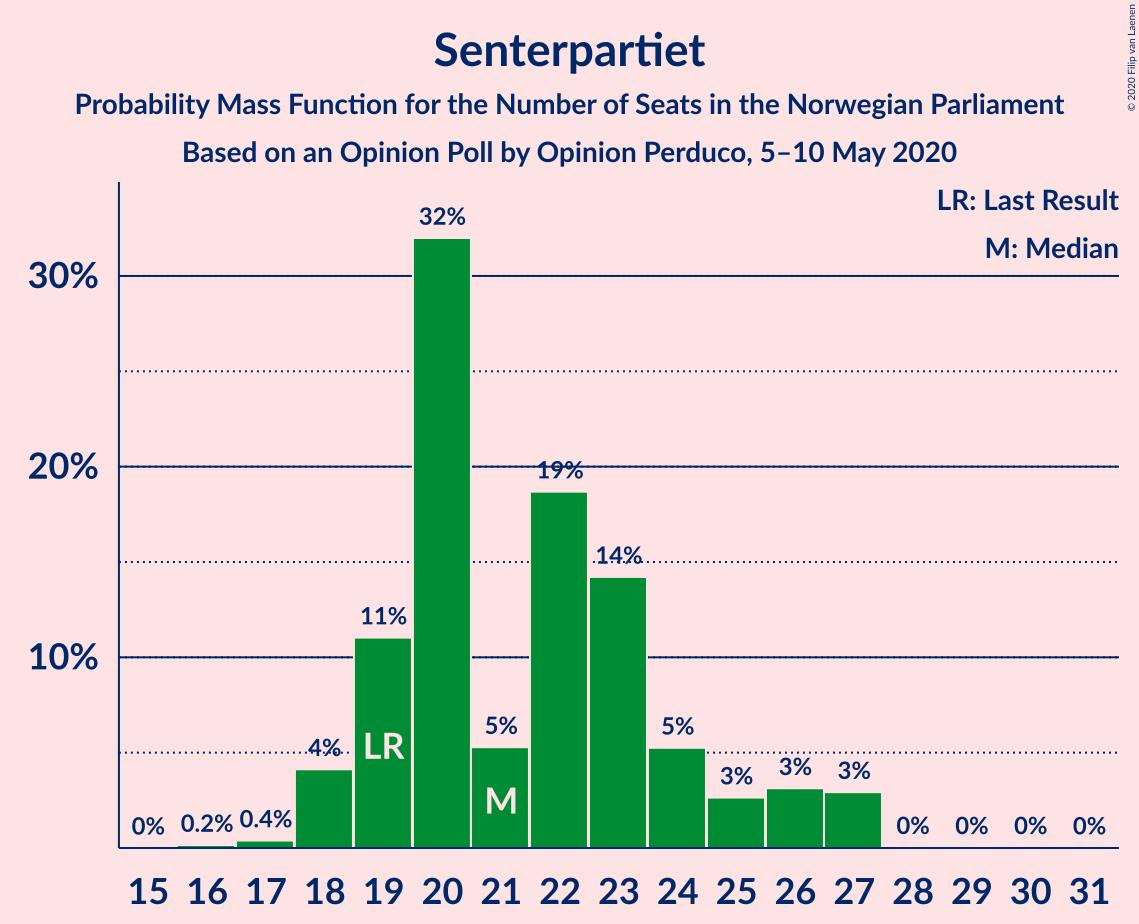 Senterpartiet
Probability Mass Function for the Number of Seats in the Norwegian Parliament
Based on an Opinion Poll by Opinion Perduco, 5–10 May 2020
© 2020 Filip van Laenen
LR: Last Result
M: Median
30%
20%
10%
0%
0.2%
0.4%
4%
11%
32%
5%
19%
14%
5%
3%
3%
3%
0%
0%
0%
0%
LR
M
15 16 17 18 19 20 21 22 23 24 25 26 27 28 29 30 31